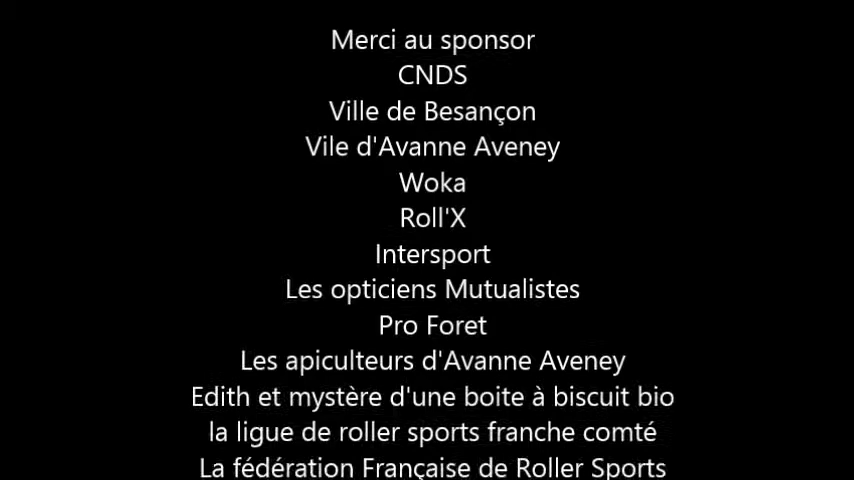 Merci au sponsor
CNDS
Ville de Besançon
Vile d'Avanne Aveney
Woka
Roll'X
Intersport
Les opticiens Mutualistes
Pro Foret
Les apiculteurs d'Avanne Aveney
Edith et mystère d'une boite à biscuit bio
la ligue de roller sports franche comté
La fédération Française de Roller Sports